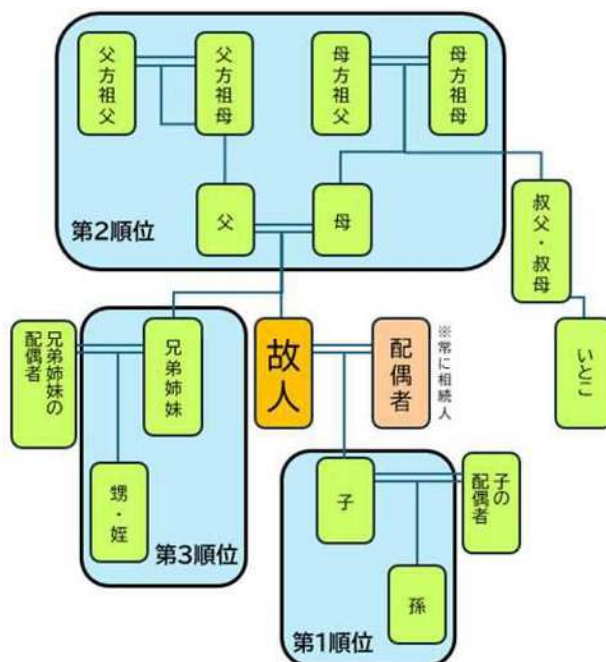 父方祖父
父方祖母
母方祖父
母方祖母
父
母
第2順位
叔父・叔母
兄弟姉妹の
配偶者
兄弟姉妹
故人
配偶者
※常に相続人
いとこ
甥・姪
第3順位
子
子の
配偶者
孫
第1順位